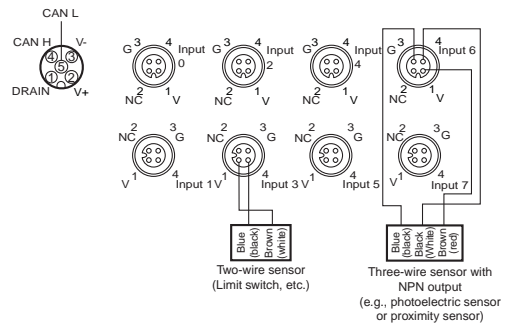 CAN L
CAN H
V-
4 3
5
1 2
DRAIN
V+
G 3 4 Input 0
2 NC 1 V
G 3 4 Input 2
2 NC 1 V
G 3 4 Input 4
2 NC 1 V
G 3 4 Input 6
2 NC 1 V
NC 2 3 G
V 1 4 Input 1
NC 2 3 G
V 1 4 Input 3
NC 2 3 G
V 1 4 Input 5
NC 2 3 G
V 1 4 Input 7
Blue (black)
Brown (white)
Two-wire sensor
(Limit switch, etc.)
Blue (black)
Black (White)
Brown (red)
Three-wire sensor with
NPN output
(e.g., photoelectric sensor
or proximity sensor)